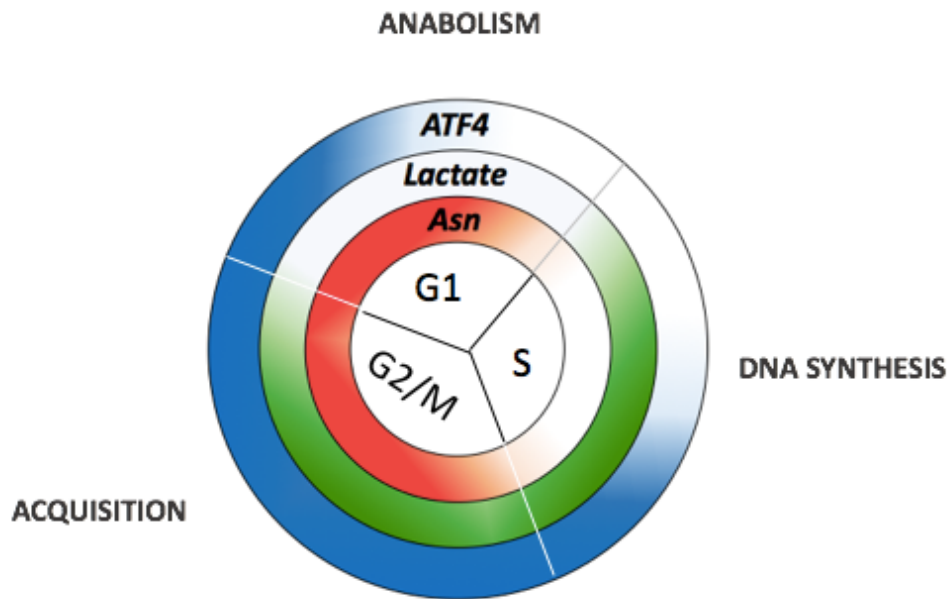 ANABOLISM
ATF4
Lactate
Asn
G1
S
G2/M
DNA SYNTHESIS
ACQUISITION